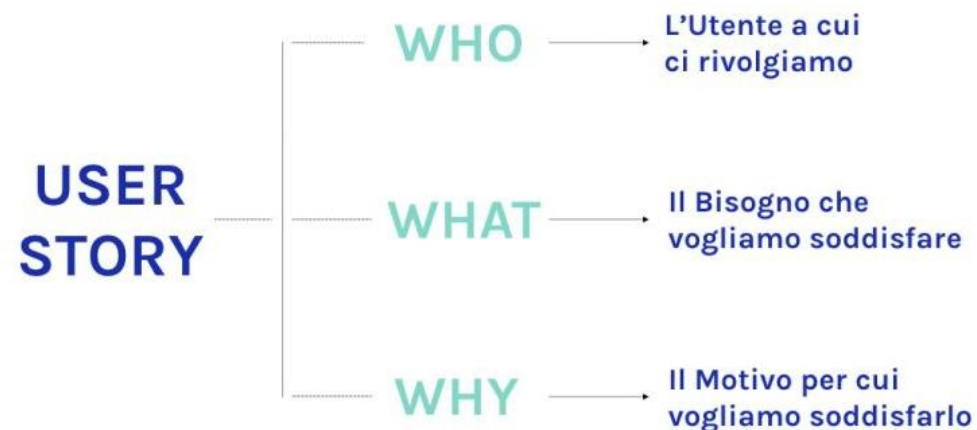 USER
STORY
WHO
L'Utente a cui
ci rivolgiamo
WHAT
Il Bisogno che
vogliamo soddisfare
WHY
Il Motivo per cui
vogliamo soddisfarlo